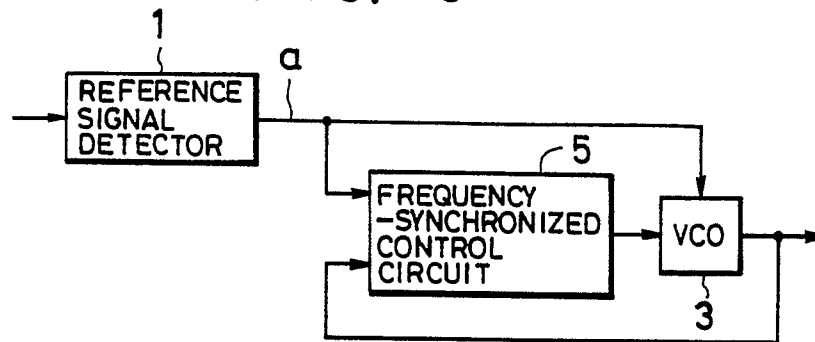 1
a
REFERENCE
SIGNAL
DETECTOR
5
FREQUENCY
-SYNCHRONIZED
CONTROL
CIRCUIT
VCO
3